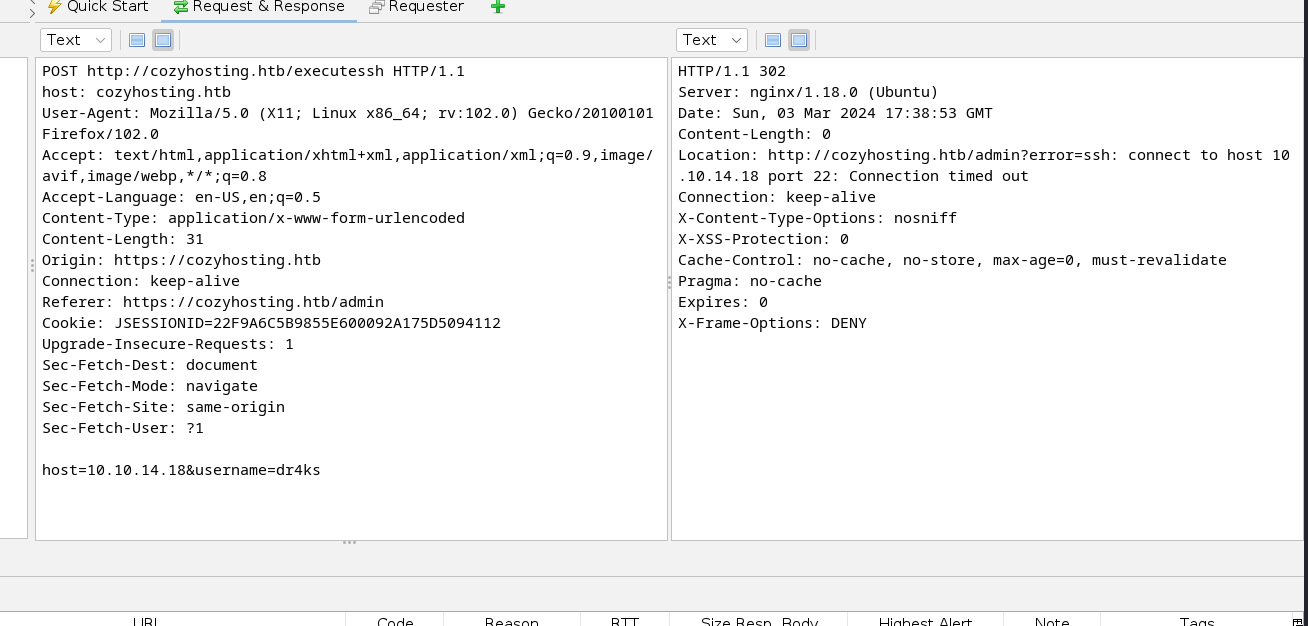 Quick Start Request & Response Requester
Text Text
POST http://cozyhosting.htb/executessh HTTP/1.1
host: cozyhosting.htb
User-Agent: Mozilla/5.0 (X11; Linux x86_64; rv:102.0) Gecko/20100101
Firefox/102.0
Accept: text/html,application/xhtml+xml,application/xml;q=0.9,image/
avif,image/webp,*/*;q=0.8
Accept-Language: en-US,en;q=0.5
Content-Type: application/x-www-form-urlencoded
Content-Length: 31
Origin: https://cozyhosting.htb
Connection: keep-alive
Referer: https://cozyhosting.htb/admin
Cookie: JSESSIONID=22F9A6C5B9855E600092A175D5094112
Upgrade-Insecure-Requests: 1
Sec-Fetch-Dest: document
Sec-Fetch-Mode: navigate
Sec-Fetch-Site: same-origin
Sec-Fetch-User: ?1
host=10.10.14.18&username=dr4ks
HTTP/1.1 302
Server: nginx/1.18.0 (Ubuntu)
Date: Sun, 03 Mar 2024 17:38:53 GMT
Content-Length: 0
Location: http://cozyhosting.htb/admin?error=ssh: connect to host 10
.10.14.18 port 22: Connection timed out
Connection: keep-alive
X-Content-Type-Options: nosniff
X-XSS-Protection: 0
Cache-Control: no-cache, no-store, max-age=0, must-revalidate
Pragma: no-cache
Expires: 0
X-Frame-Options: DENY
URL Code Reason RTT Size Resp. Body Highest Alert Note Tags